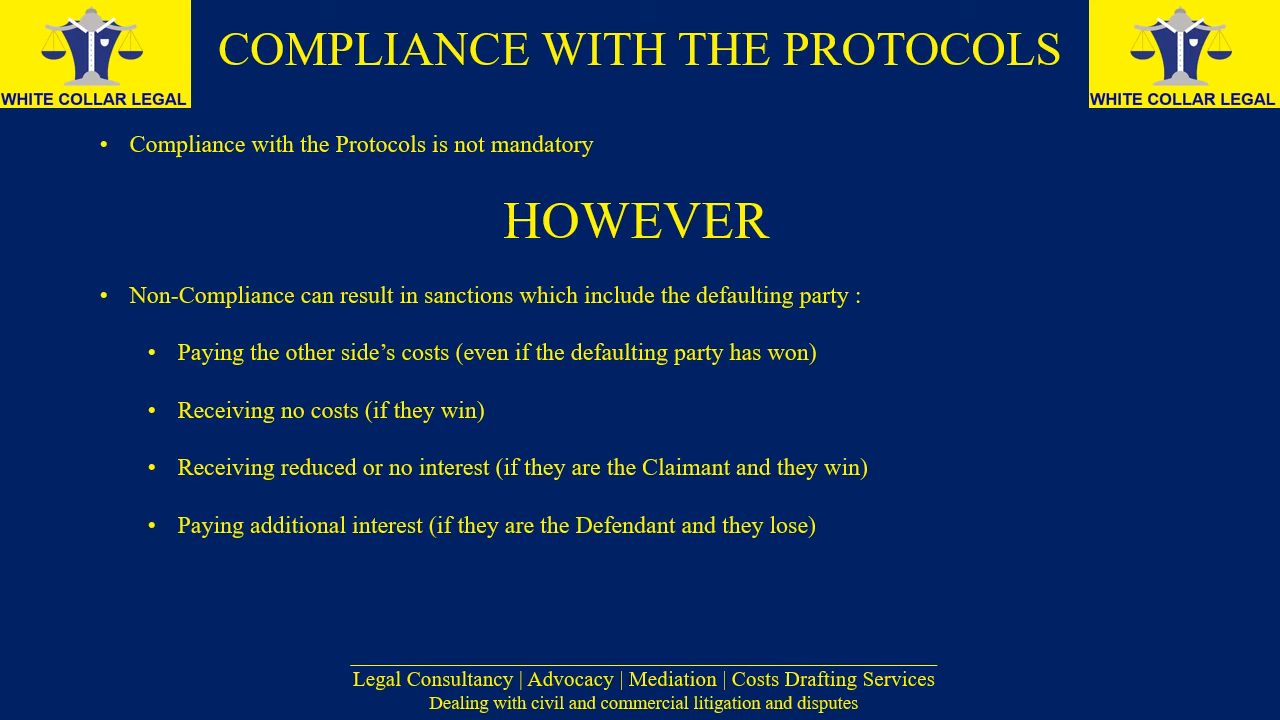 COMPLIANCE WITH THE PROTOCOLS
WHITE COLLAR LEGAL
WHITE COLLAR LEGAL
• Compliance with the Protocols is not mandatory
HOWEVER
• Non-Compliance can result in sanctions which include the defaulting party :
• Paying the other side’s costs (even if the defaulting party has won)
• Receiving no costs (if they win)
• Receiving reduced or no interest (if they are the Claimant and they win)
• Paying additional interest (if they are the Defendant and they lose)
Legal Consultancy | Advocacy | Mediation | Costs Drafting Services
Dealing with civil and commercial litigation and disputes